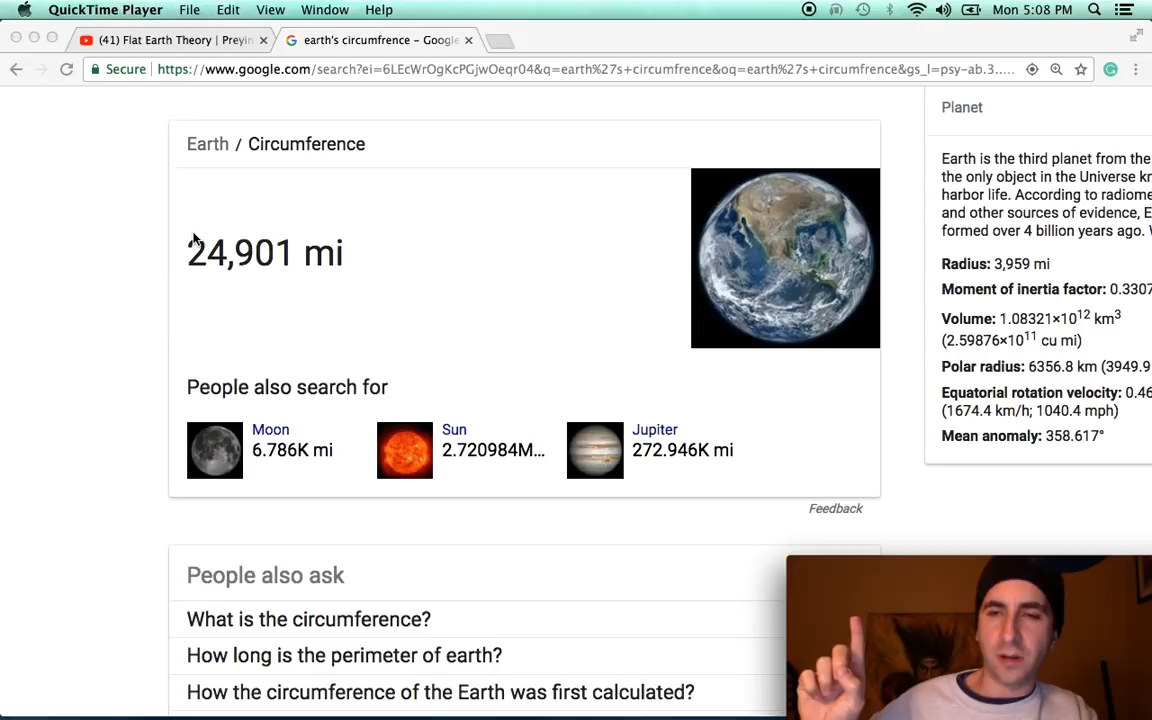 QuickTime Player File Edit View Window Help Mon 5:08 PM
(41) Flat Earth Theory | Preyin
earth's circumfrence - Google
Secure https://www.google.com/search?ei=6LEcWrOgKcPGjwOeqr04&q=earth%27s+circumfrence&oq=earth%27s+circumfrence&gs_l=psy-ab.3.....
Earth / Circumference
24,901 mi
People also search for
Moon
6.786K mi
Sun
2.720984M...
Jupiter
272.946K mi
Feedback
People also ask
What is the circumference?
How long is the perimeter of earth?
How the circumference of the Earth was first calculated?
Planet
Earth is the third planet from the
the only object in the Universe kn
harbor life. According to radiome
and other sources of evidence, E
formed over 4 billion years ago. W
Radius: 3,959 mi
Moment of inertia factor: 0.3307
Volume: 1.08321×10¹² km³
(2.59876×10¹¹ cu mi)
Polar radius: 6356.8 km (3949.9
Equatorial rotation velocity: 0.46
(1674.4 km/h; 1040.4 mph)
Mean anomaly: 358.617°